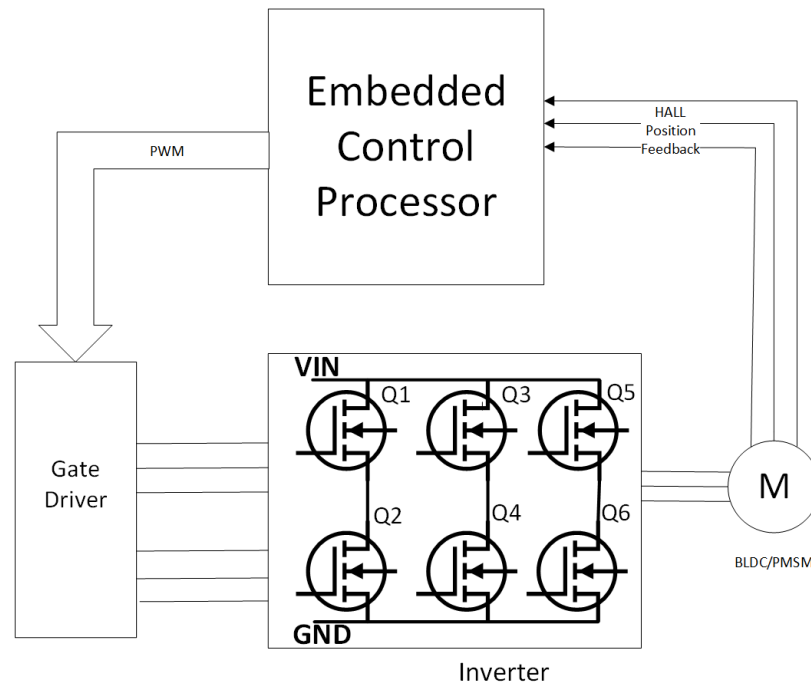 Embedded
Control
Processor
HALL
Position
Feedback
PWM
VIN
Q1
Q3
Q5
Gate
Driver
M
Q2
Q4
Q6
BLDC/PMSM
GND
Inverter